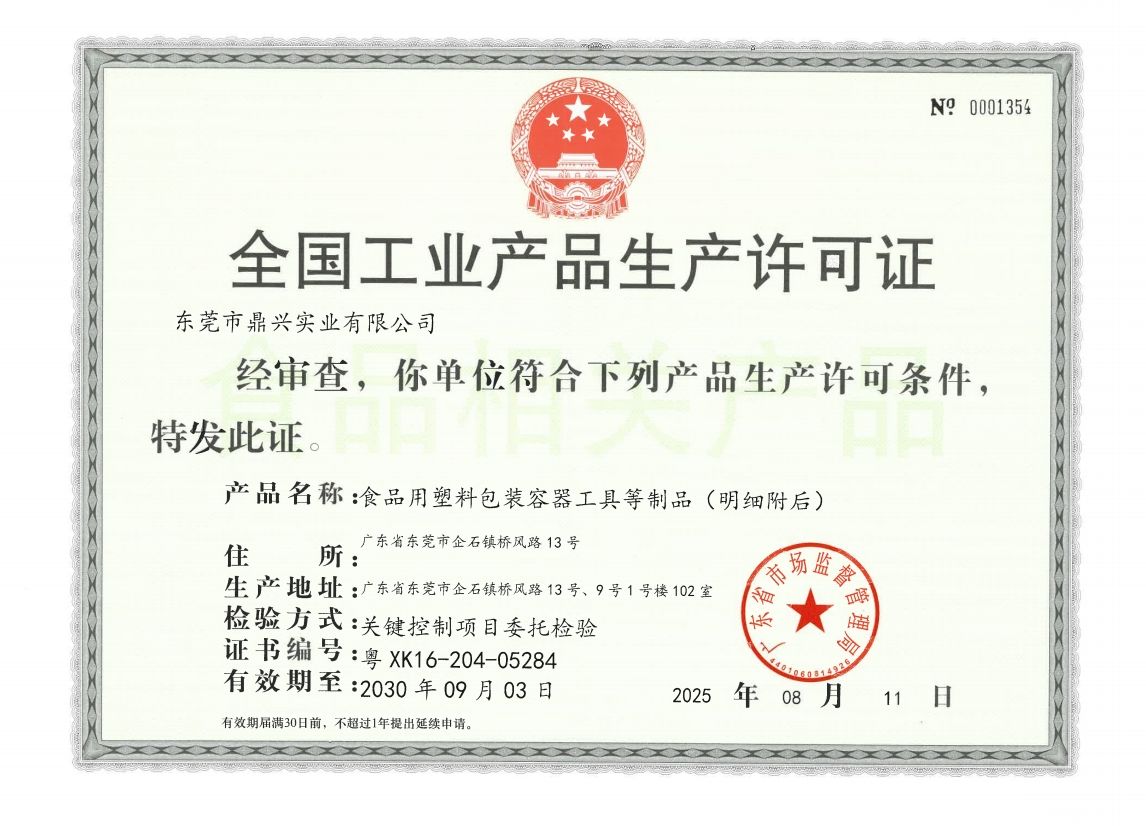 № 0001354
全国工业产品生产许可证
东莞市鼎兴实业有限公司
食品相关产品
经审查，你单位符合下列产品生产许可条件，
特发此证。
产品名称：食品用塑料包装容器工具等制品（明细附后）
住 所：广东省东莞市企石镇桥风路 13 号
生产地址：广东省东莞市企石镇桥风路 13 号、9 号 1 号楼 102 室
检验方式：关键控制项目委托检验
证书编号：粤 XK16-204-05284
有效期至：2030 年 09 月 03 日
广东省市场监督管理局
4401060814926
2025 年 08 月 11 日
有效期届满30日前，不超过1年提出延续申请。